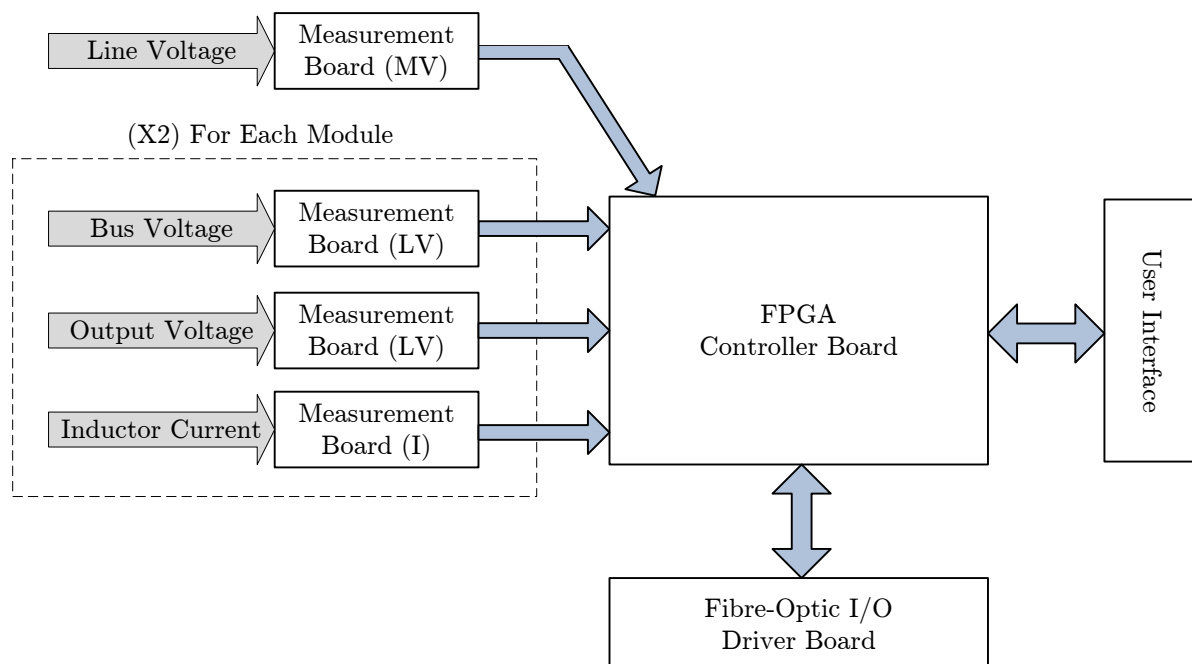 Line Voltage
Measurement
Board (MV)
(X2) For Each Module
Bus Voltage
Measurement
Board (LV)
Output Voltage
Measurement
Board (LV)
Inductor Current
Measurement
Board (I)
FPGA
Controller Board
User Interface
Fibre-Optic I/O
Driver Board